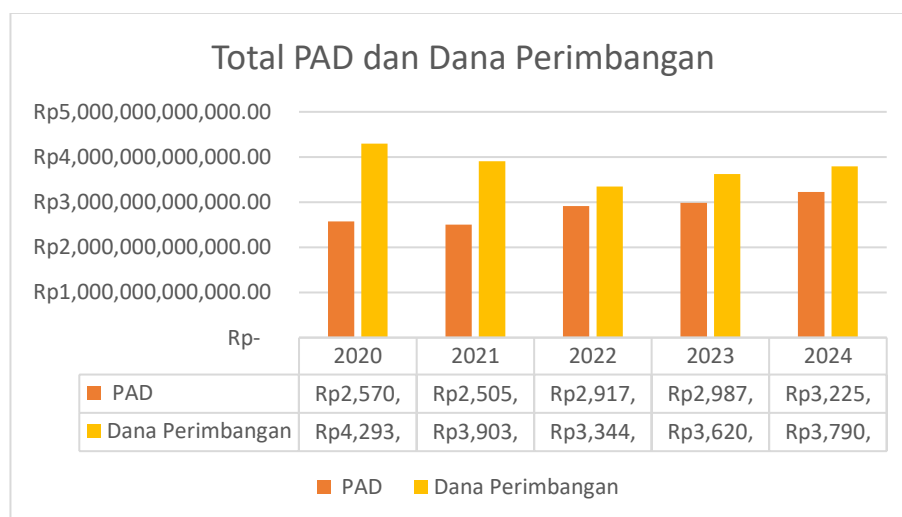 Total PAD dan Dana Perimbangan
Rp5,000,000,000,000.00
Rp4,000,000,000,000.00
Rp3,000,000,000,000.00
Rp2,000,000,000,000.00
Rp1,000,000,000,000.00
Rp-
2020 2021 2022 2023 2024
PAD Rp2,570, Rp2,505, Rp2,917, Rp2,987, Rp3,225,
Dana Perimbangan Rp4,293, Rp3,903, Rp3,344, Rp3,620, Rp3,790,
PAD Dana Perimbangan